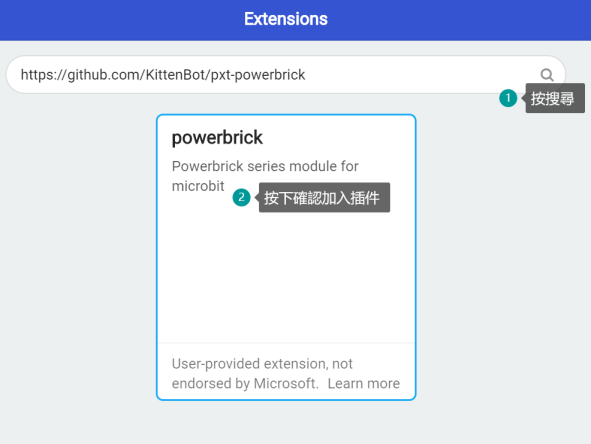 Extensions
https://github.com/KittenBot/pxt-powerbrick
1 按搜尋
powerbrick
Powerbrick series module for
microbit
2 按下確認加入插件
User-provided extension, not
endorsed by Microsoft. Learn more